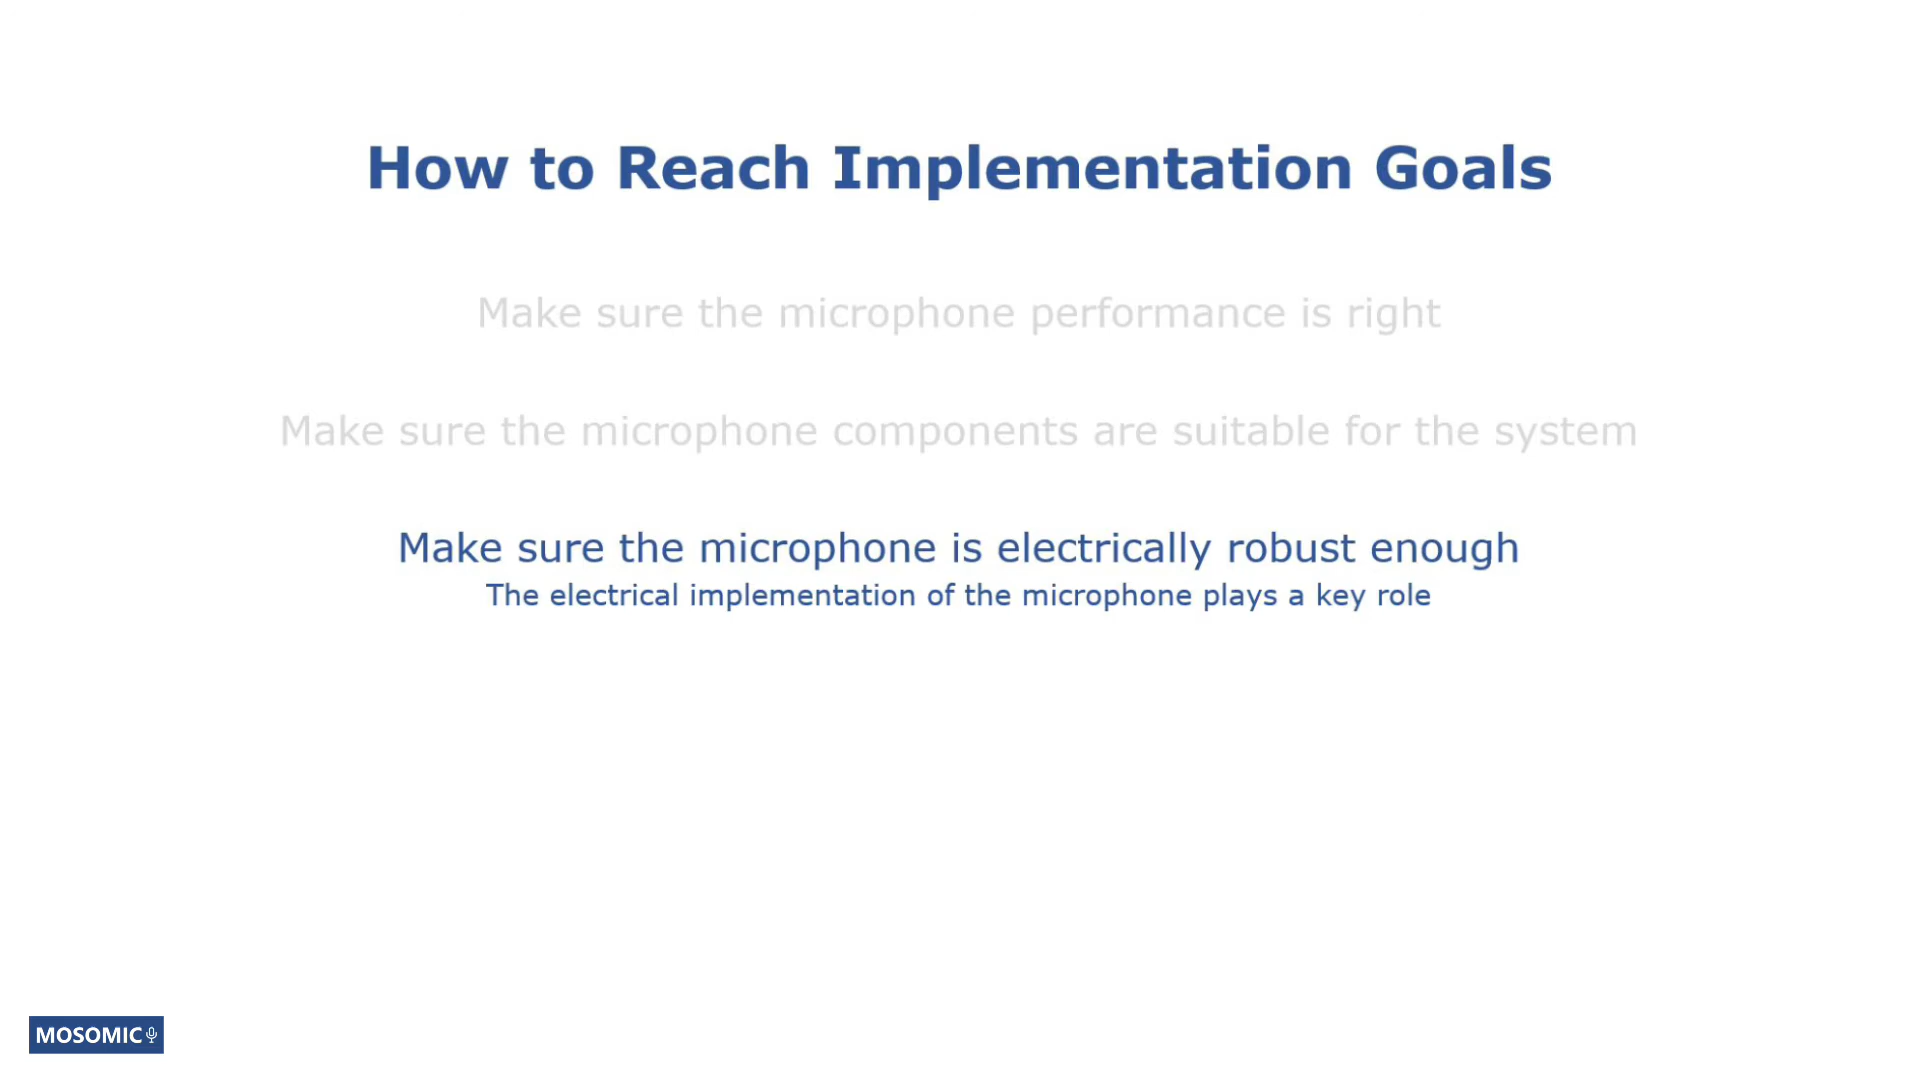 How to Reach Implementation Goals
Make sure the microphone performance is right
Make sure the microphone components are suitable for the system
Make sure the microphone is electrically robust enough
The electrical implementation of the microphone plays a key role
MOSOMIC